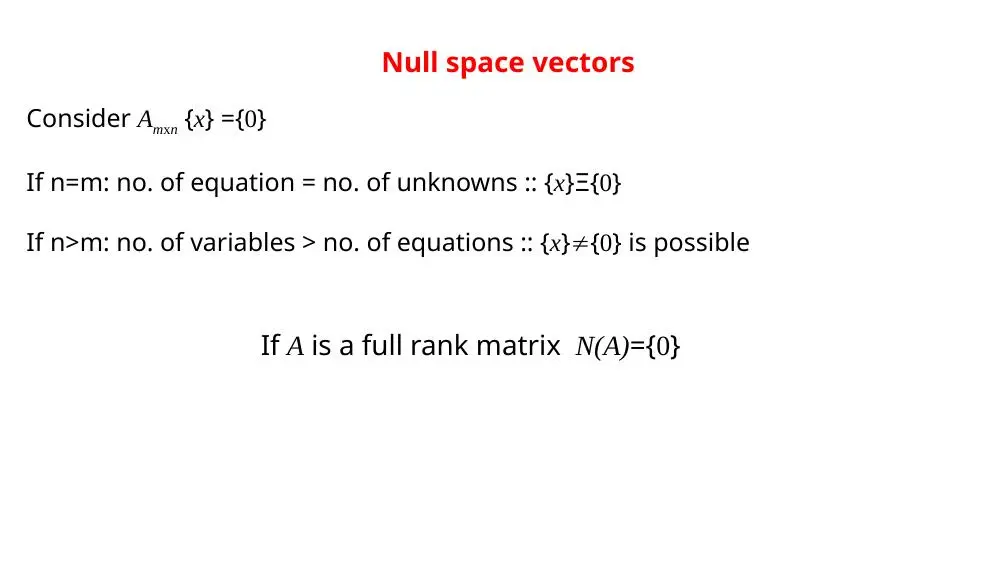 Null space vectors
Consider Amxn {x} ={0}
If n=m: no. of equation = no. of unknowns :: {x}Ξ{0}
If n>m: no. of variables > no. of equations :: {x}≠{0} is possible
If A is a full rank matrix N(A)={0}